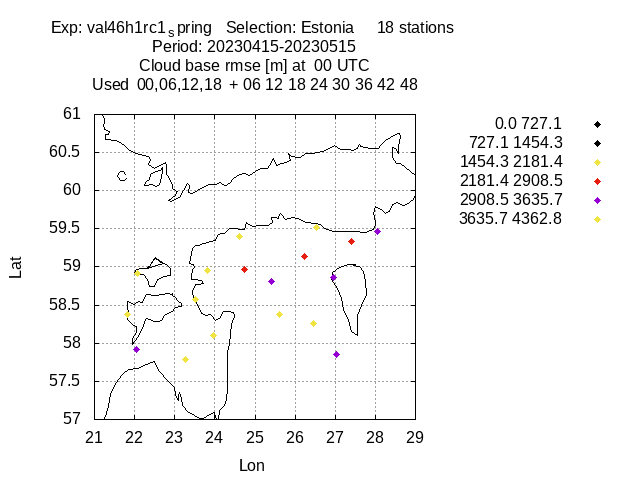 Exp: val46h1rc1spring Selection: Estonia 18 stations
Period: 20230415-20230515
Cloud base rmse [m] at 00 UTC
Used 00,06,12,18 + 06 12 18 24 30 36 42 48
0.0 727.1
727.1 1454.3
1454.3 2181.4
2181.4 2908.5
2908.5 3635.7
3635.7 4362.8
61
60.5
60
59.5
59
58.5
58
57.5
57
Lat
21 22 23 24 25 26 27 28 29
Lon